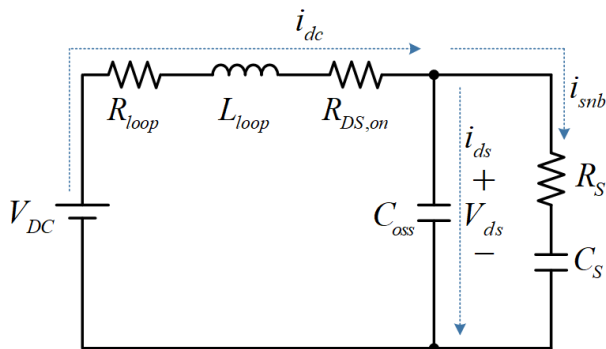 i_dc
R_loop
L_loop
R_DS,on
i_snb
i_ds
R_S
V_DC
C_oss
+
V_ds
−
C_S